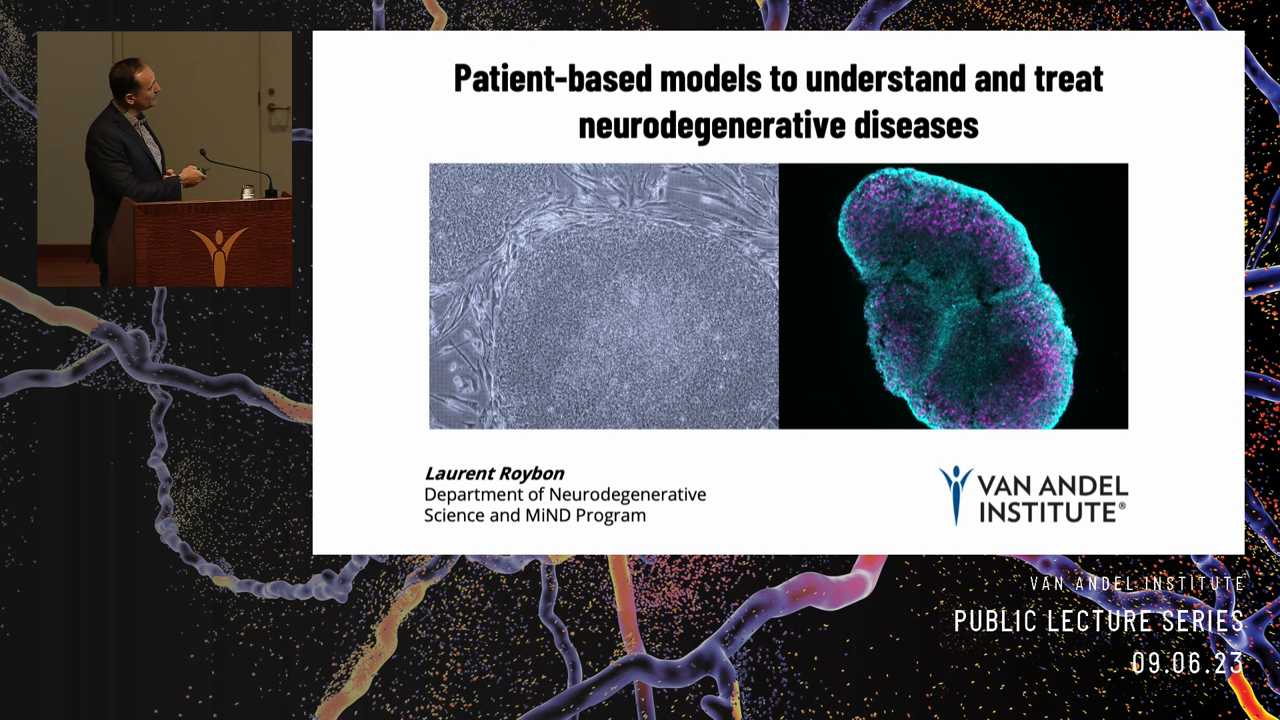 Patient-based models to understand and treat
neurodegenerative diseases
Laurent Roybon
Department of Neurodegenerative
Science and MiND Program
VAN ANDEL
INSTITUTE®
VAN ANDEL INSTITUTE
PUBLIC LECTURE SERIES
09.06.23